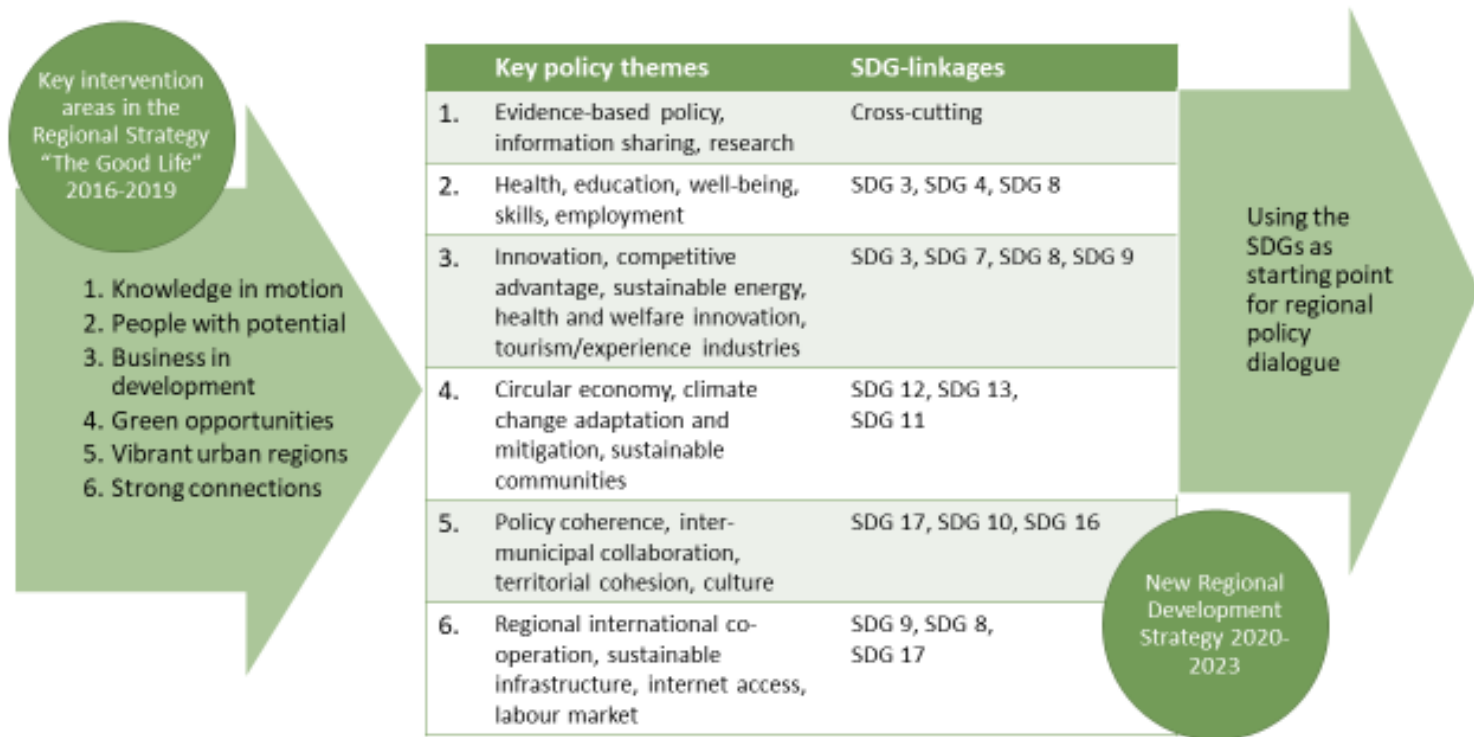 Key intervention
areas in the
Regional Strategy
“The Good Life”
2016-2019
1. Knowledge in motion
2. People with potential
3. Business in
development
4. Green opportunities
5. Vibrant urban regions
6. Strong connections
Key policy themes SDG-linkages
1. Evidence-based policy, Cross-cutting
information sharing, research
2. Health, education, well-being, SDG 3, SDG 4, SDG 8
skills, employment
3. Innovation, competitive SDG 3, SDG 7, SDG 8, SDG 9
advantage, sustainable energy,
health and welfare innovation,
tourism/experience industries
4. Circular economy, climate SDG 12, SDG 13,
change adaptation and SDG 11
mitigation, sustainable
communities
5. Policy coherence, inter- SDG 17, SDG 10, SDG 16
municipal collaboration,
territorial cohesion, culture
6. Regional international co- SDG 9, SDG 8,
operation, sustainable SDG 17
infrastructure, internet access,
labour market
Using the
SDGs as
starting point
for regional
policy
dialogue
New Regional
Development
Strategy 2020-
2023